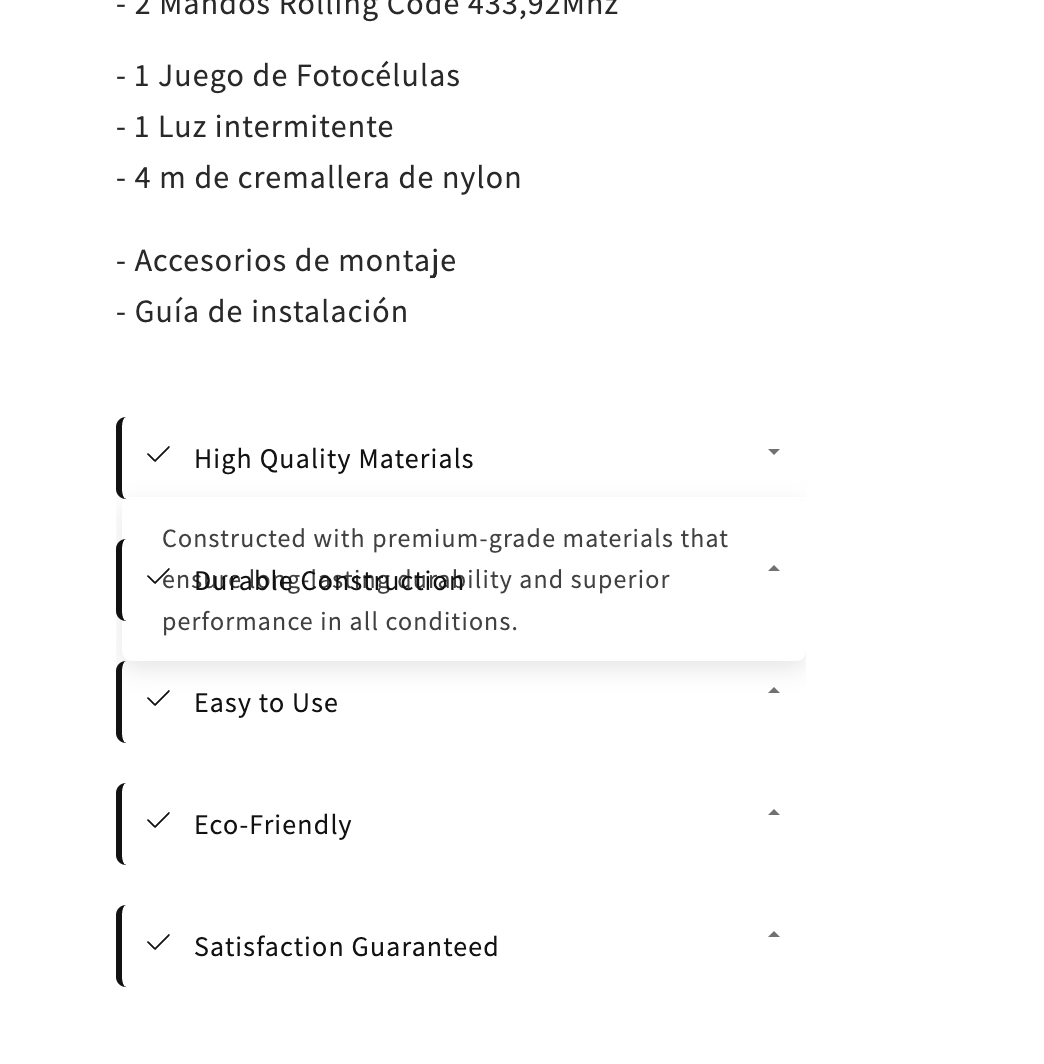 - 2 Mandos Rolling Code 433,92Mhz
- 1 Juego de Fotocélulas
- 1 Luz intermitente
- 4 m de cremallera de nylon
- Accesorios de montaje
- Guía de instalación
High Quality Materials
Constructed with premium-grade materials that
ensure long-lasting durability and superior
Durable Construction
performance in all conditions.
Easy to Use
Eco-Friendly
Satisfaction Guaranteed